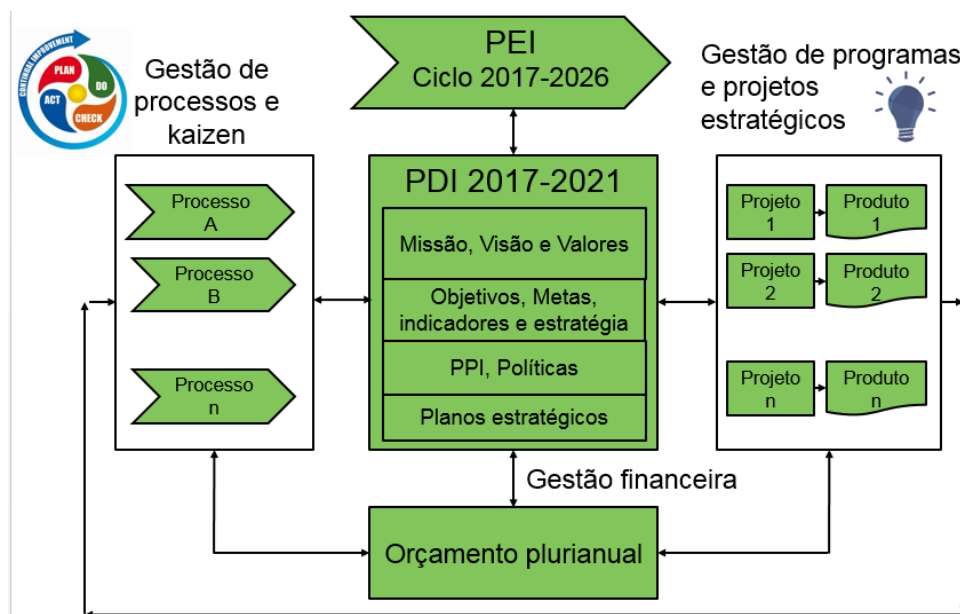 CONTINUAL IMPROVEMENT
PLAN
DO
ACT
CHECK
Gestão de
processos e
kaizen
PEI
Ciclo 2017-2026
Gestão de programas
e projetos
estratégicos
Processo
A
Processo
B
Processo
n
PDI 2017-2021
Missão, Visão e Valores
Objetivos, Metas,
indicadores e estratégia
PPI, Políticas
Planos estratégicos
Projeto
1
Produto
1
Projeto
2
Produto
2
Projeto
n
Produto
n
Gestão financeira
Orçamento plurianual